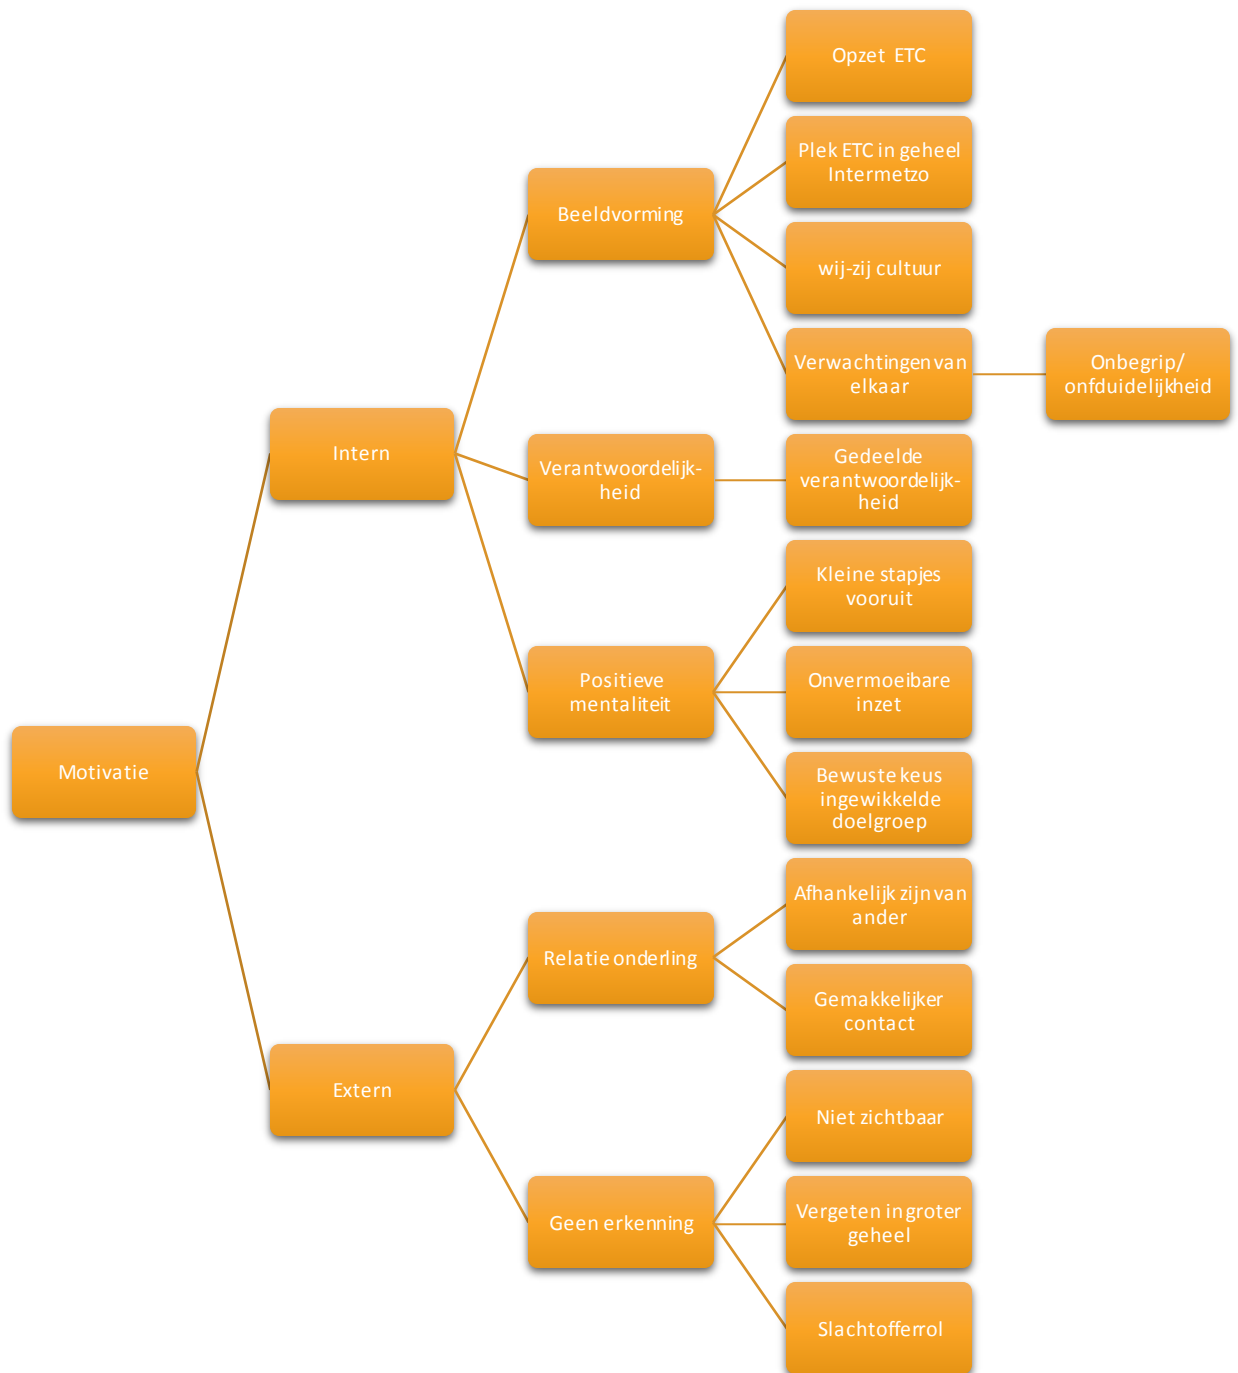 Opzet ETC
Plek ETC in geheel
Intermetzo
Beeldvorming
wij-zij cultuur
Verwachtingen van
elkaar
Onbegrip/
onfduidelijkheid
Intern
Verantwoordelijk-
heid
Gedeelde
verantwoordelijk-
heid
Kleine stapjes
vooruit
Positieve
mentaliteit
Onvermoeibare
inzet
Bewuste keus
ingewikkelde
doelgroep
Motivatie
Afhankelijk zijn van
ander
Relatie onderling
Gemakkelijker
contact
Extern
Niet zichtbaar
Geen erkenning
Vergeten in groter
geheel
Slachtofferrol